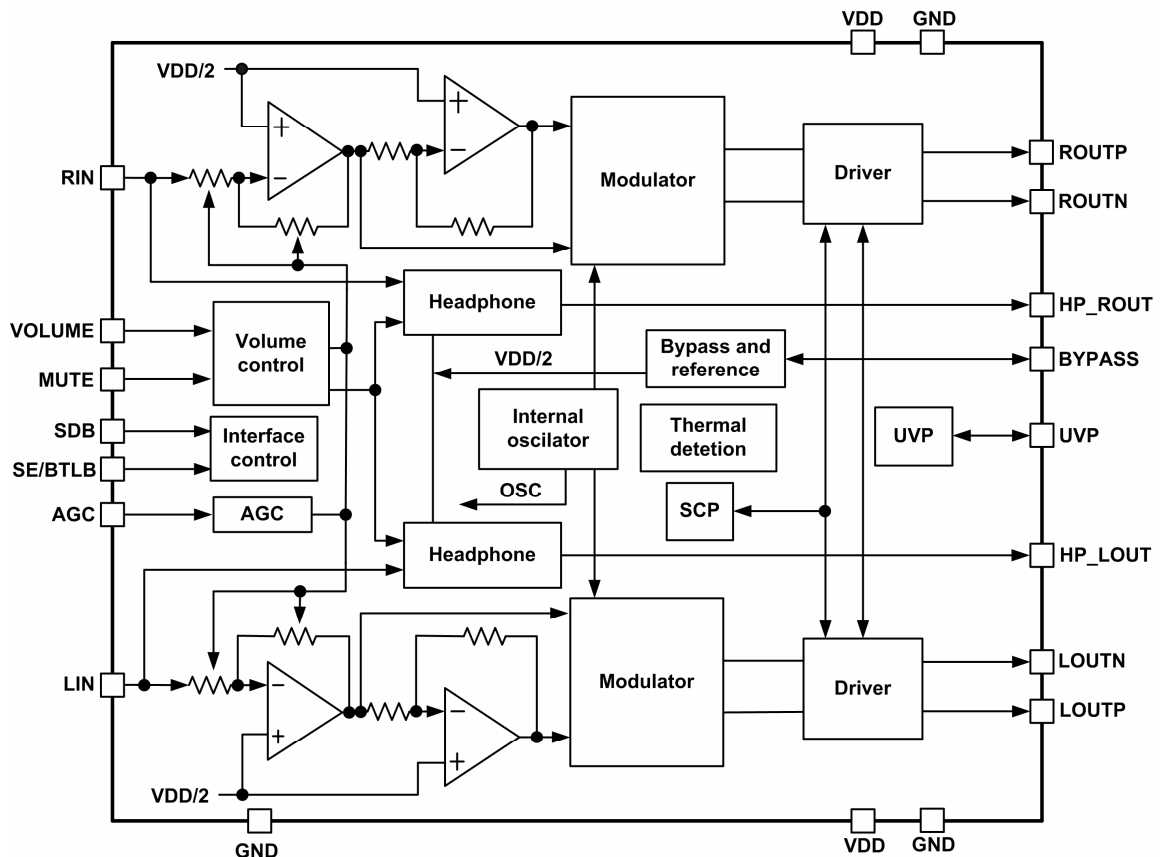 VDD
GND
VDD/2
+
−
+
−
Modulator
Driver
ROUTP
ROUTN
RIN
Headphone
HP_ROUT
VOLUME
MUTE
Volume
control
VDD/2
Bypass and
reference
BYPASS
SDB
SE/BTLB
Interface
control
Internal
oscilator
Thermal
detetion
UVP
UVP
AGC
AGC
OSC
SCP
Headphone
HP_LOUT
LIN
−
+
−
+
Modulator
Driver
LOUTN
LOUTP
VDD/2
GND
VDD
GND